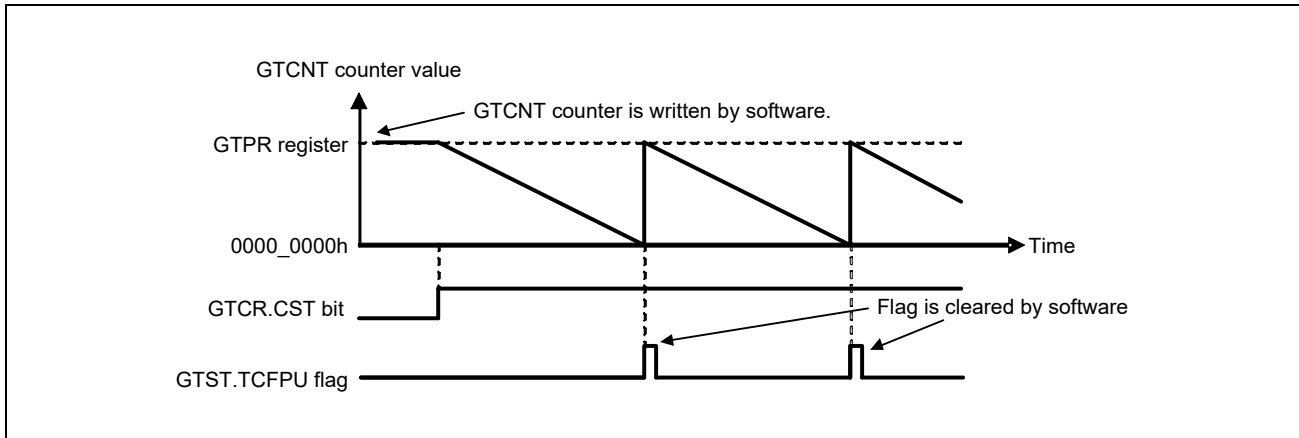 GTCNT counter value
GTCNT counter is written by software.
GTPR register
0000_0000h
Time
GTCR.CST bit
Flag is cleared by software
GTST.TCFPU flag